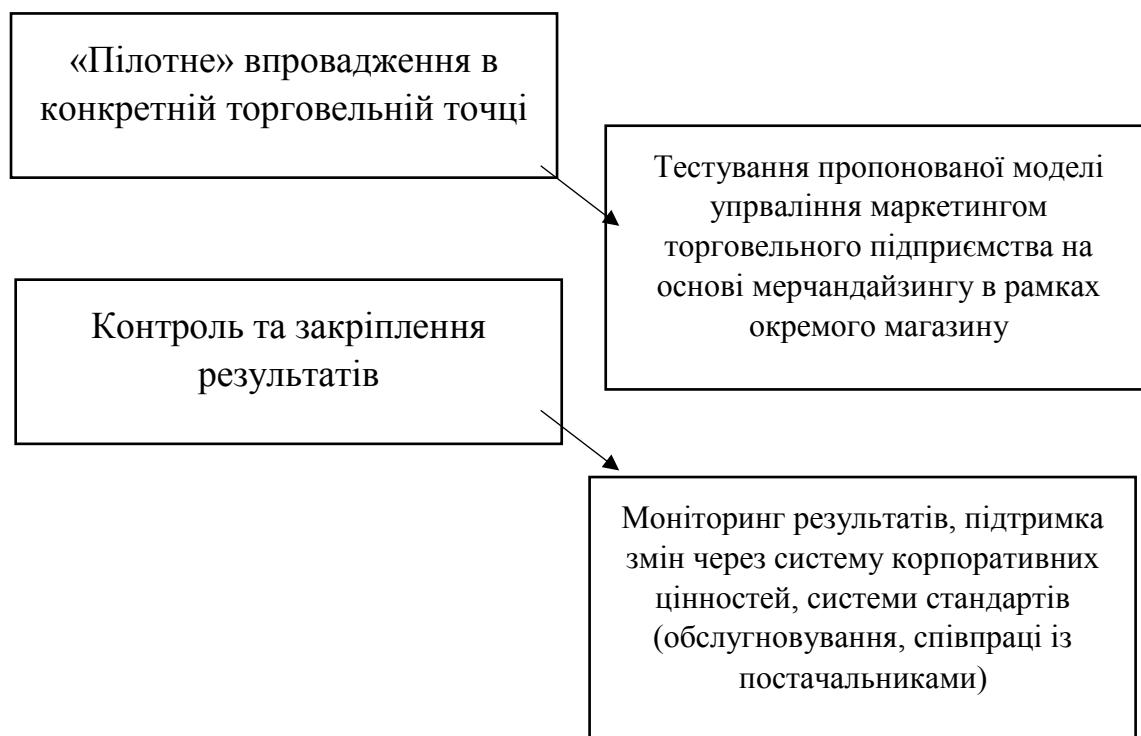 «Пілотне» впровадження в
конкретній торговельній точці
Тестування пропонованої моделі
упрваління маркетингом
торговельного підприємства на
основі мерчандайзингу в рамках
окремого магазину
Контроль та закріплення
результатів
Моніторинг результатів, підтримка
змін через систему корпоративних
цінностей, системи стандартів
(обслугновування, співпраці із
постачальниками)